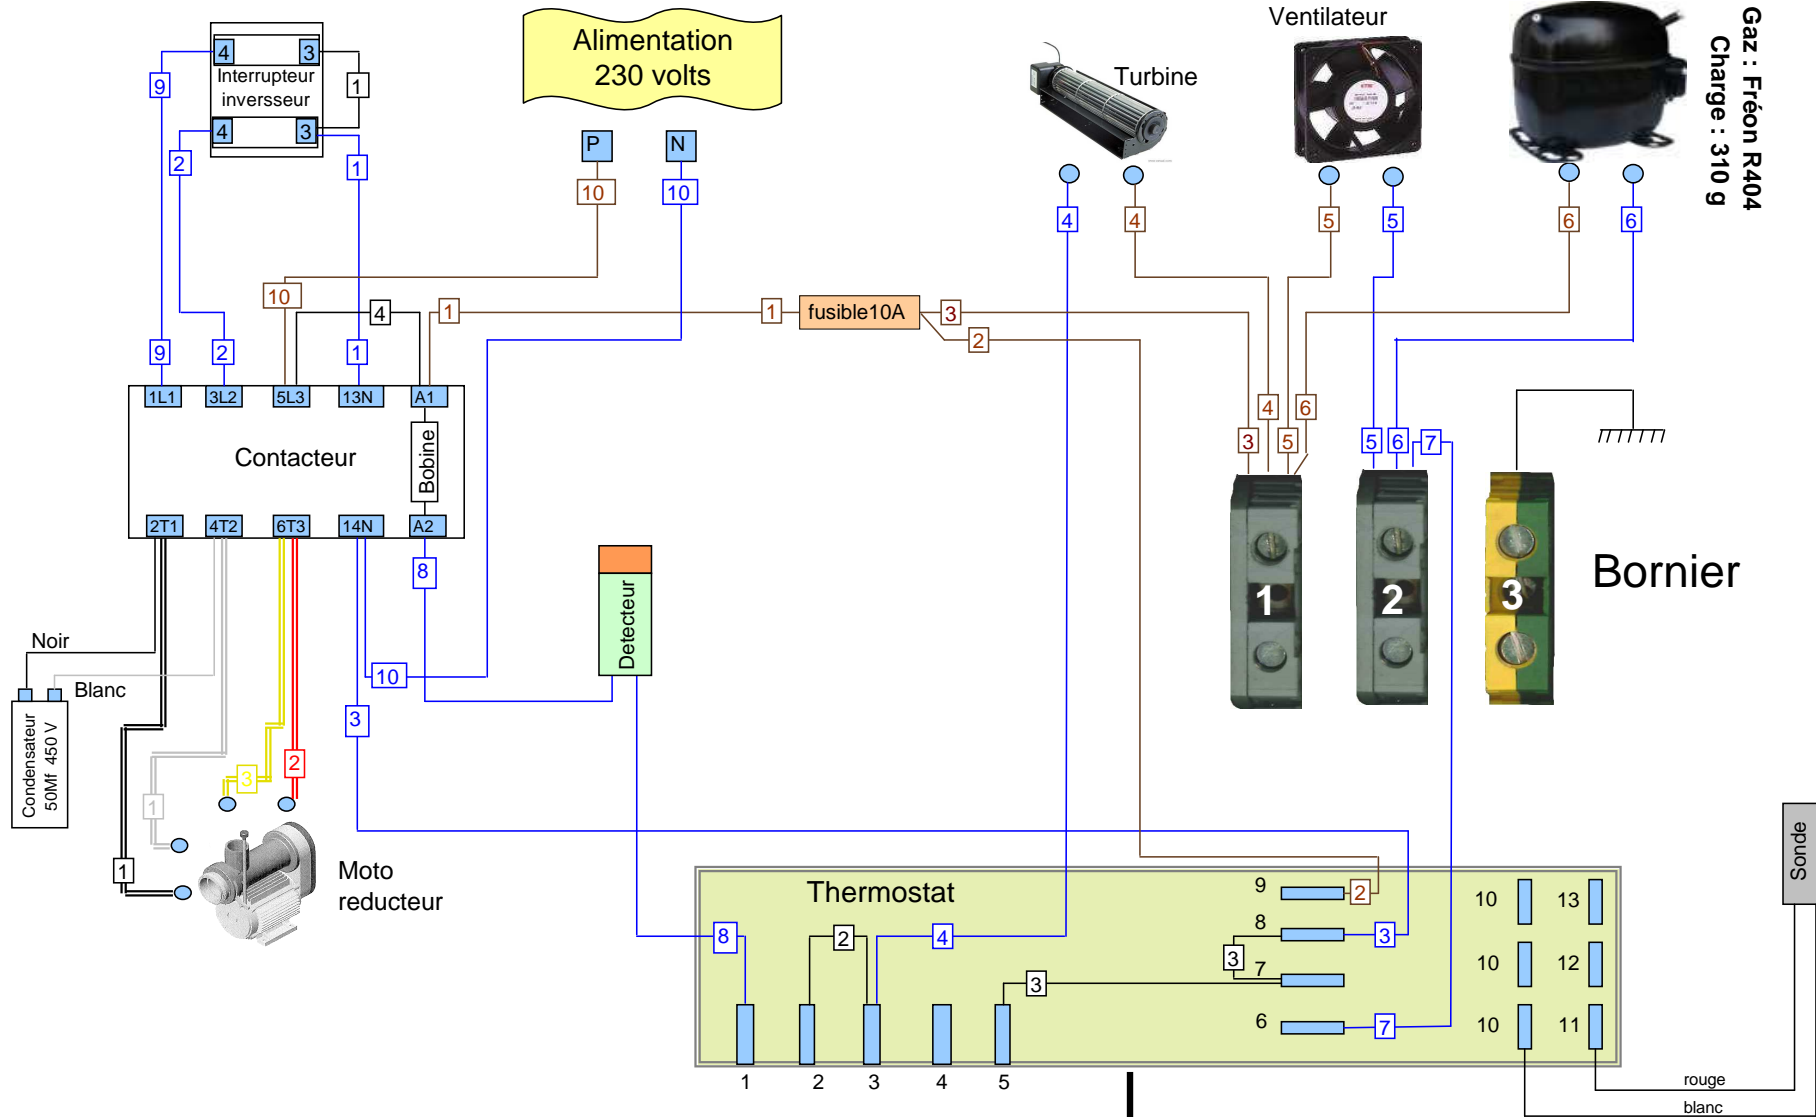 Alimentation
230 volts
Ventilateur
Turbine
Gaz : Fréon R404
Charge : 310 g
4
3
Interrupteur
inversseur
4
3
9
1
2
1
P
N
10
10
4
4
5
5
6
6
10
4
1
1
fusible10A
3
2
9
2
1
1L1
3L2
5L3
13N
A1
Contacteur
Bobine
2T1
4T2
6T3
14N
A2
4
6
3
5
5
6
7
1
2
3
Bornier
8
Detecteur
Noir
Blanc
10
3
Condensateur
50Mf 450 V
3
2
1
1
Moto
reducteur
Sonde
Thermostat
9
2
8
3
3
7
3
6
7
8
2
4
10
13
10
12
10
11
1
2
3
4
5
rouge
blanc